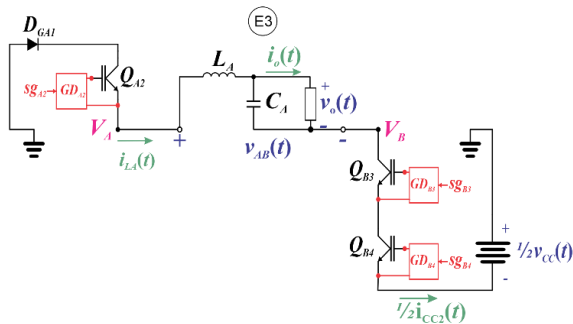 E3
D_GA1
L_A
i_o(t)
Q_A2
sg_A2
GD_A2
C_A
+
v_o(t)
-
V_A
i_LA(t)
+
v_AB(t)
-
V_B
Q_B3
GD_B3
sg_B3
Q_B4
GD_B4
sg_B4
+
½v_CC(t)
-
½i_CC2(t)